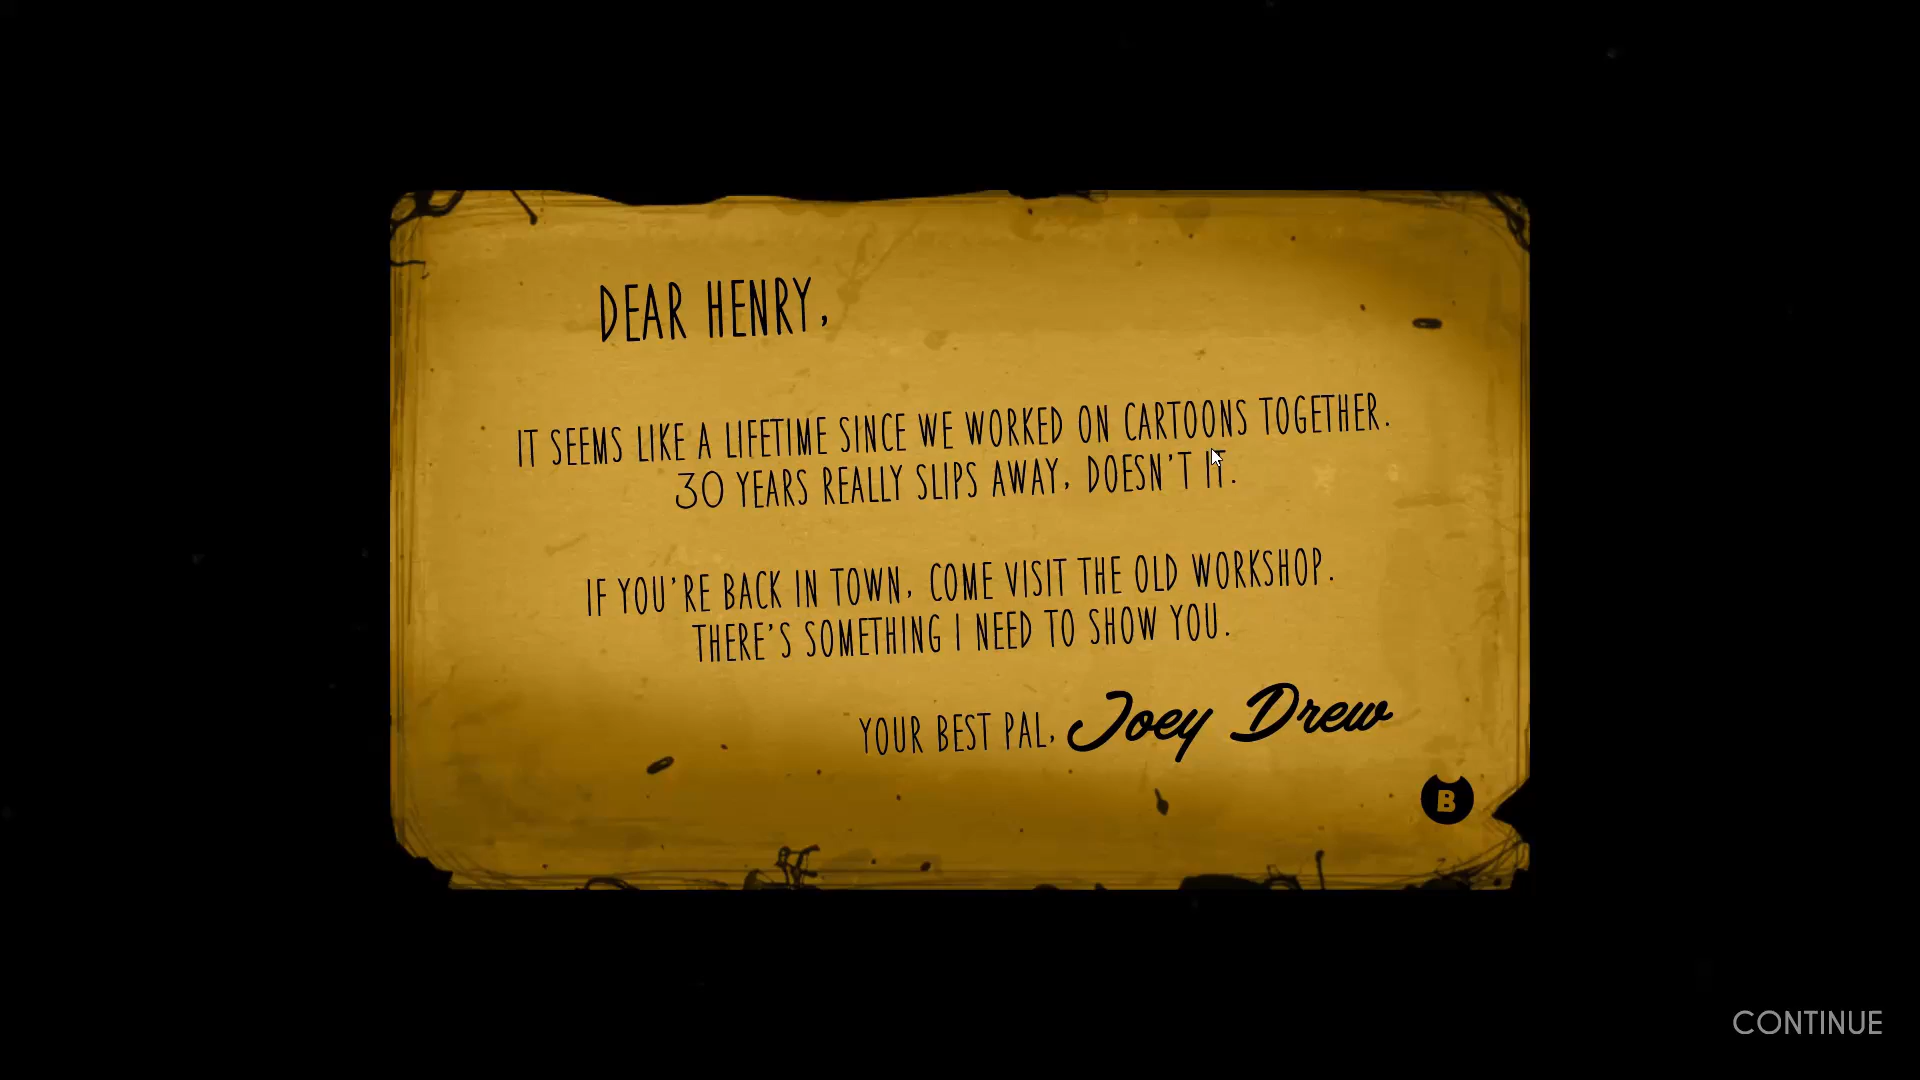 DEAR HENRY,
IT SEEMS LIKE A LIFETIME SINCE WE WORKED ON CARTOONS TOGETHER.
30 YEARS REALLY SLIPS AWAY, DOESN'T IT.
IF YOU'RE BACK IN TOWN, COME VISIT THE OLD WORKSHOP.
THERE'S SOMETHING I NEED TO SHOW YOU.
YOUR BEST PAL, Joey Drew
B
CONTINUE